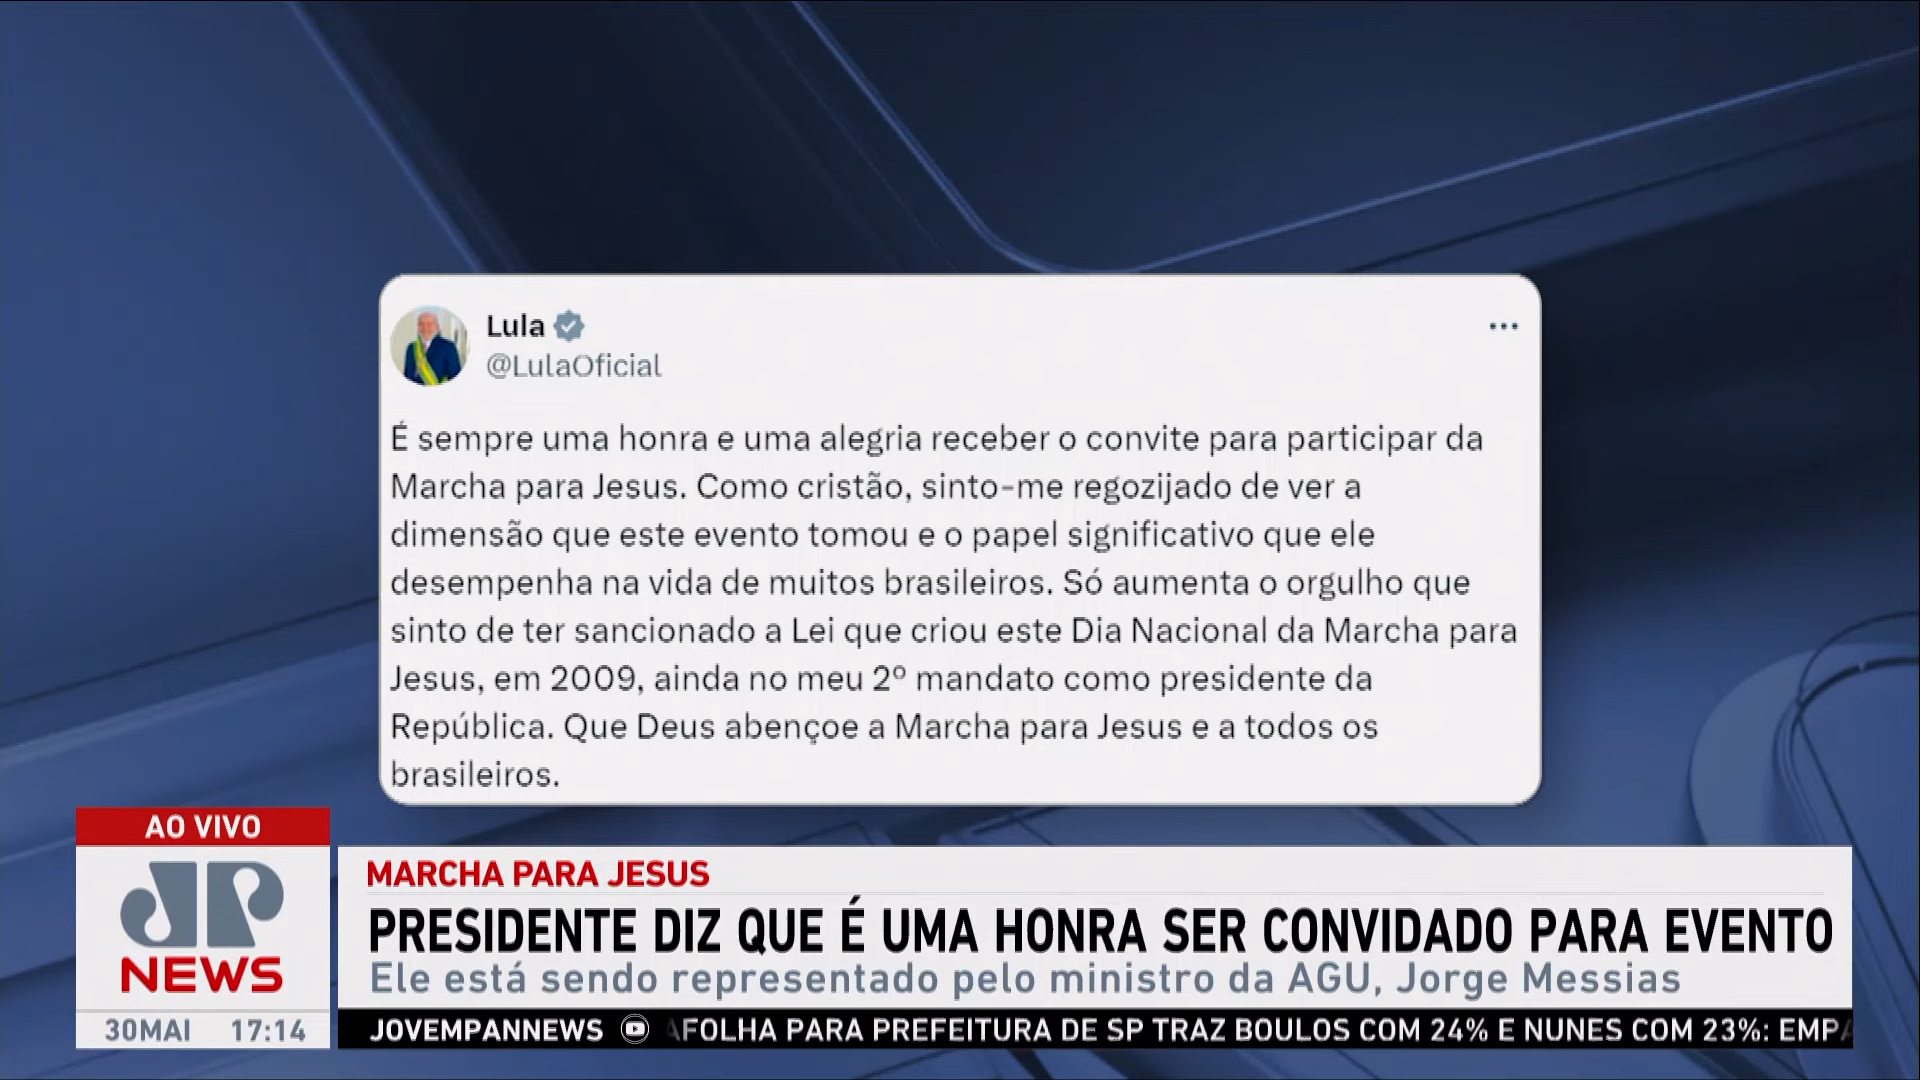 Lula
@LulaOficial
É sempre uma honra e uma alegria receber o convite para participar da
Marcha para Jesus. Como cristão, sinto-me regozijado de ver a
dimensão que este evento tomou e o papel significativo que ele
desempenha na vida de muitos brasileiros. Só aumenta o orgulho que
sinto de ter sancionado a Lei que criou este Dia Nacional da Marcha para
Jesus, em 2009, ainda no meu 2º mandato como presidente da
República. Que Deus abençoe a Marcha para Jesus e a todos os
brasileiros.
AO VIVO
JP
NEWS
30MAI 17:14
MARCHA PARA JESUS
PRESIDENTE DIZ QUE É UMA HONRA SER CONVIDADO PARA EVENTO
Ele está sendo representado pelo ministro da AGU, Jorge Messias
JOVEMPANNEWS AFOLHA PARA PREFEITURA DE SP TRAZ BOULOS COM 24% E NUNES COM 23%: EMPA